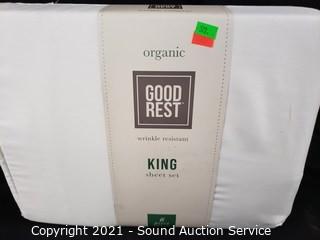 organic
GOOD
REST
wrinkle resistant
KING
sheet set
Copyright 2021 - Sound Auction Service